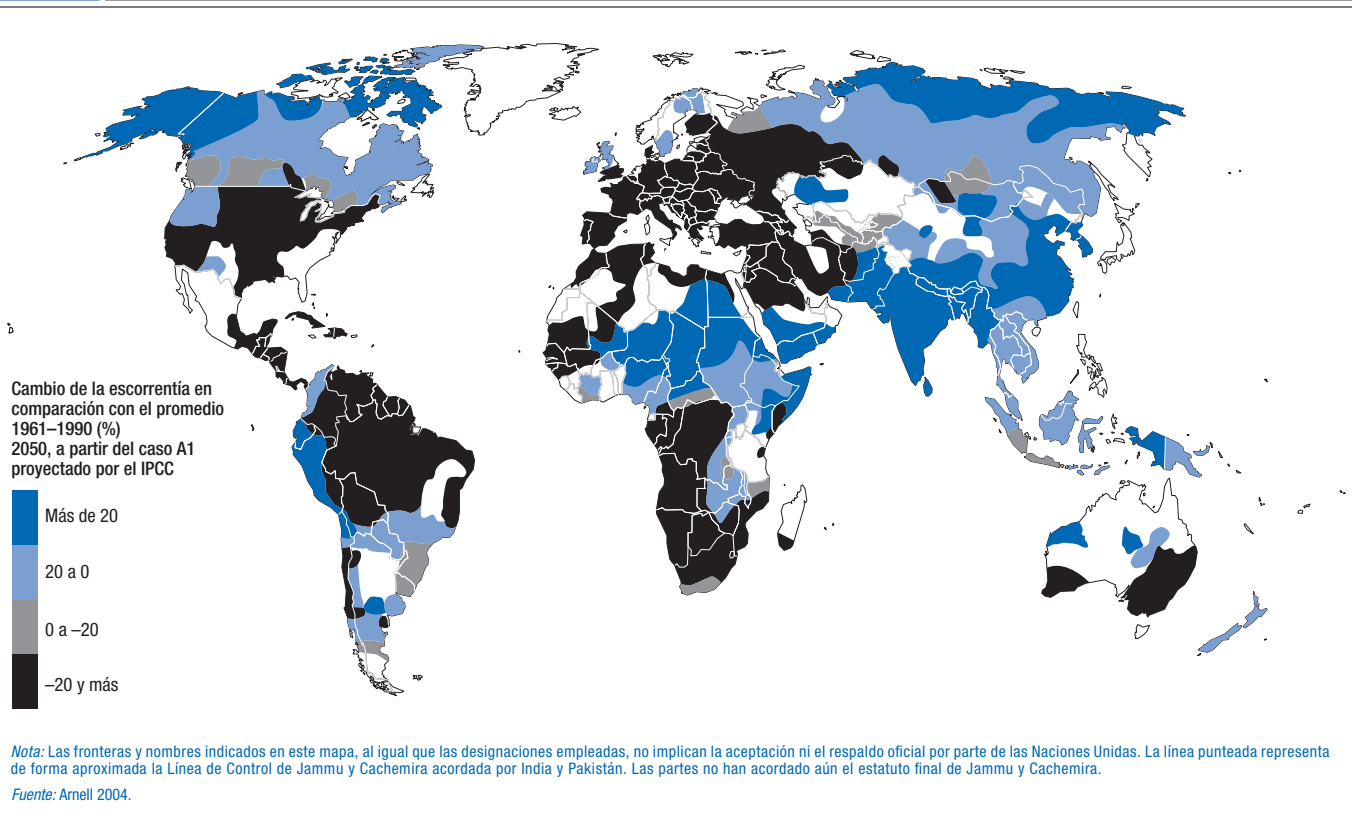 Cambio de la escorrentía en
comparación con el promedio
1961–1990 (%)
2050, a partir del caso A1
proyectado por el IPCC
Más de 20
20 a 0
0 a –20
–20 y más
Nota: Las fronteras y nombres indicados en este mapa, al igual que las designaciones empleadas, no implican la aceptación ni el respaldo oficial por parte de las Naciones Unidas. La línea punteada representa
de forma aproximada la Línea de Control de Jammu y Cachemira acordada por India y Pakistán. Las partes no han acordado aún el estatuto final de Jammu y Cachemira.
Fuente: Arnell 2004.